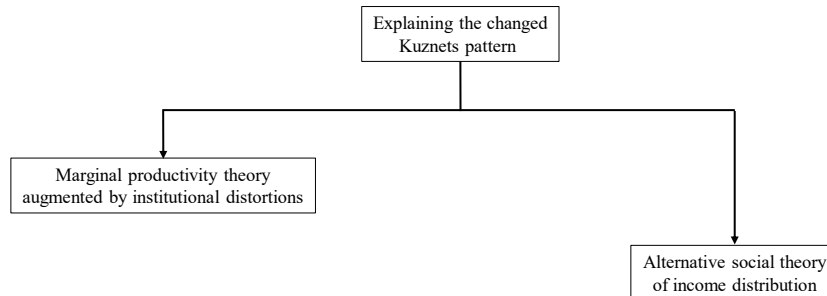 Explaining the changed
Kuznets pattern
Marginal productivity theory
augmented by institutional distortions
Alternative social theory
of income distribution